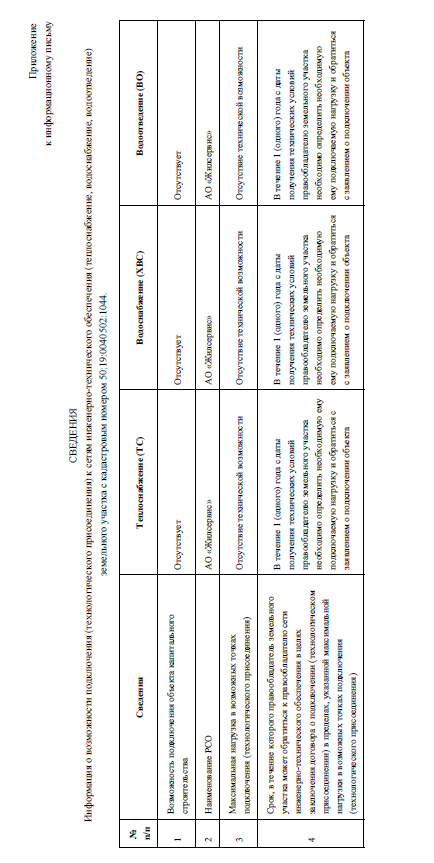 Приложение
к информационному письму
СВЕДЕНИЯ
Информация о возможности подключения (технологического присоединения) к сетям инженерно-технического обеспечения (теплоснабжение, водоснабжение, водоотведение)
земельного участка с кадастровым номером 50:19:0040502:1044.
№
п/п
Сведения
Теплоснабжение (ТС)
Водоснабжение (ХВС)
Водоотведение (ВО)
1
Возможность подключения объекта капитального
строительства
Отсутствует
Отсутствует
Отсутствует
2
Наименование РСО
АО «Жилсервис»
АО «Жилсервис»
АО «Жилсервис»
3
Максимальная нагрузка в возможных точках
подключения (технологического присоединения)
Отсутствие технической возможности
Отсутствие технической возможности
Отсутствие технической возможности
4
Срок, в течение которого правообладатель земельного
участка может обратиться к правообладателю сети
инженерно-технического обеспечения в целях
заключения договора о подключении (технологическом
присоединении) в пределах, указанной максимальной
нагрузки в возможных точках подключения
(технологического присоединения)
В течение 1 (одного) года с даты
получения технических условий
правообладателю земельного участка
необходимо определить необходимую ему
подключаемую нагрузку и обратиться с
заявлением о подключении объекта
В течение 1 (одного) года с даты
получения технических условий
правообладателю земельного участка
необходимо определить необходимую
ему подключаемую нагрузку и обратиться
с заявлением о подключении объекта
В течение 1 (одного) года с даты
получения технических условий
правообладателю земельного участка
необходимо определить необходимую
ему подключаемую нагрузку и обратиться
с заявлением о подключении объекта